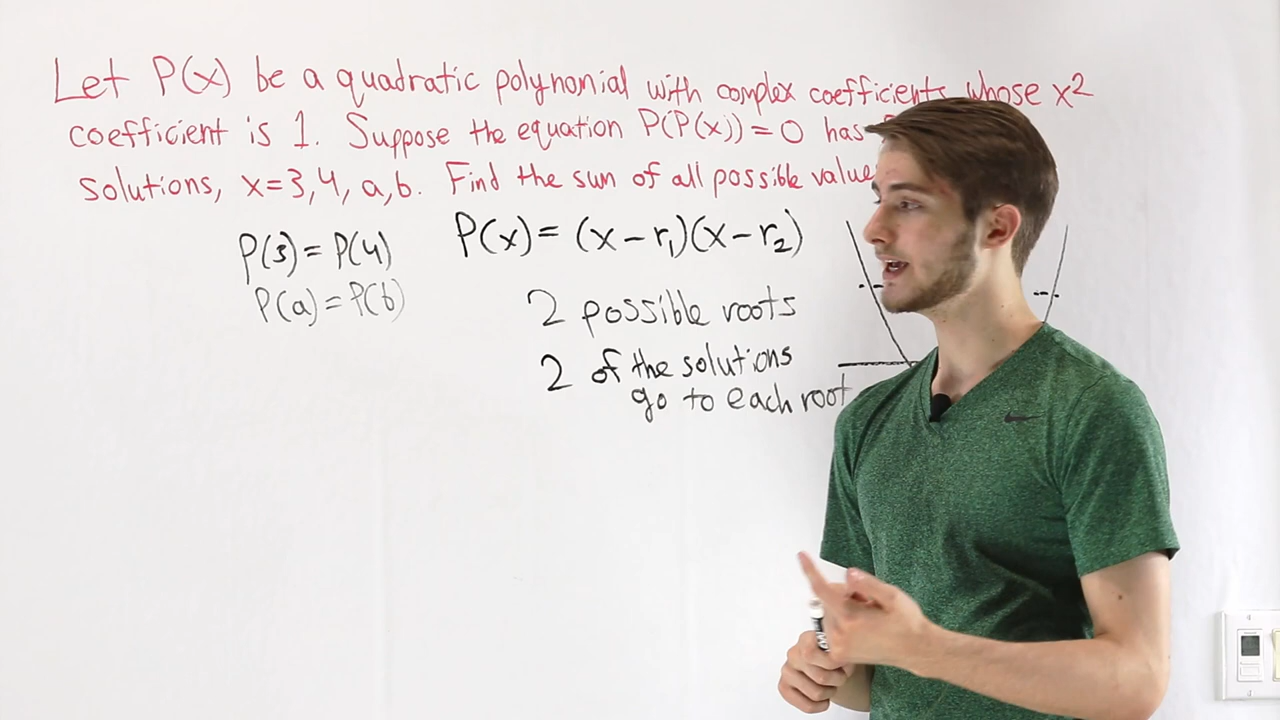 Let P(x) be a quadratic polynomial with complex coefficients whose x²
coefficient is 1. Suppose the equation P(P(x))=0 has
solutions, x=3,4, a,b. Find the sum of all possible
P(3)= P(4)
P(x)= (x-r₁)(x-r₂)
P(a)=P(b)
2 possible roots
2 of the solutions
go to each root